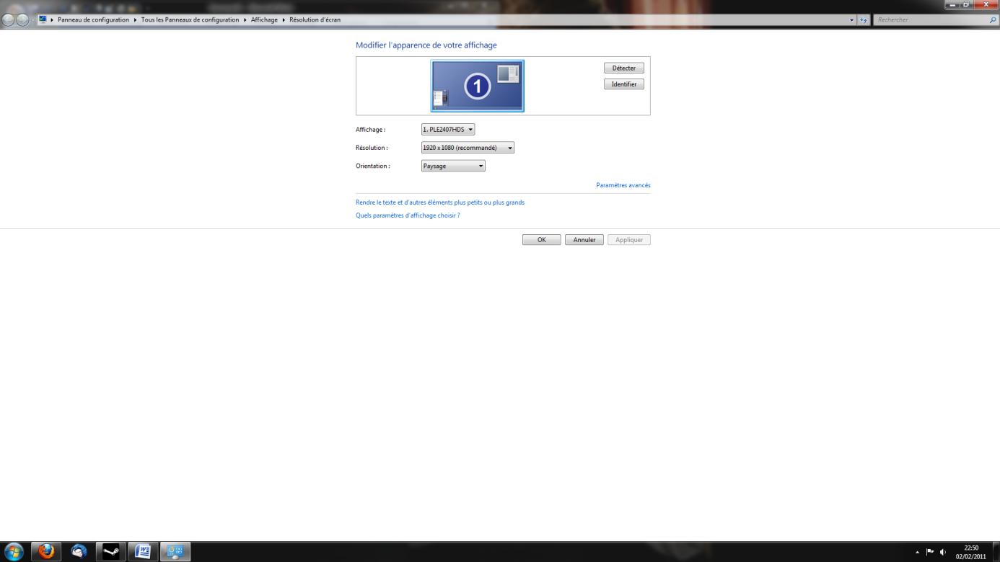 Panneau de configuration ▸ Tous les Panneaux de configuration ▸ Affichage ▸ Résolution d'écran
Rechercher
Modifier l'apparence de votre affichage
1
Détecter
Identifier
Affichage :
1. PLE2407HDS
Résolution :
1920 x 1080 (recommandé)
Orientation :
Paysage
Paramètres avancés
Rendre le texte et d'autres éléments plus petits ou plus grands
Quels paramètres d'affichage choisir ?
OK
Annuler
Appliquer
22:50
02/02/2011